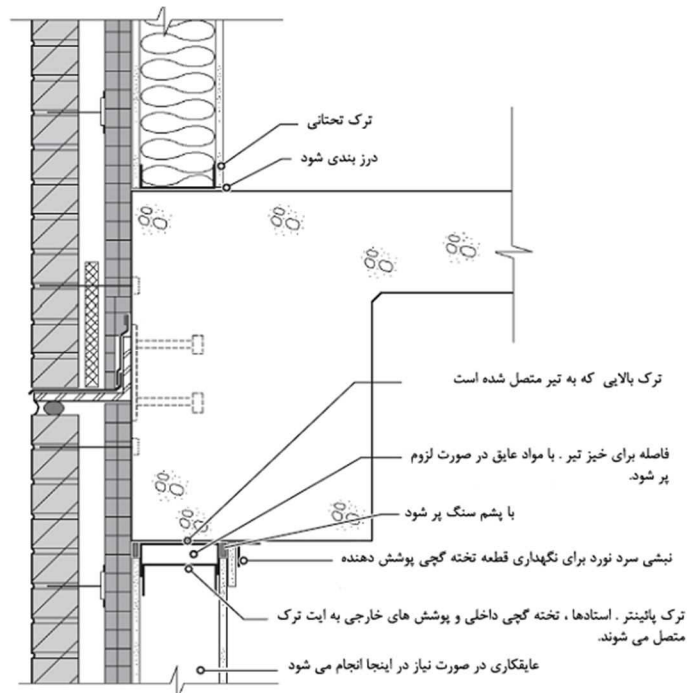 ترک تحتانی
درز بندی شود
ترک بالایی که به تیر متصل شده است
فاصله برای خیز تیر . با مواد عایق در صورت لزوم
پر شود.
با پشم سنگ پر شود
نبشی سرد نورد برای نگهداری قطعه تخته گچی پوشش دهنده
ترک پائینتر . استادها ، تخته گچی داخلی و پوشش های خارجی به ایت ترک
متصل می شوند.
عایقکاری در صورت نیاز در اینجا انجام می شود